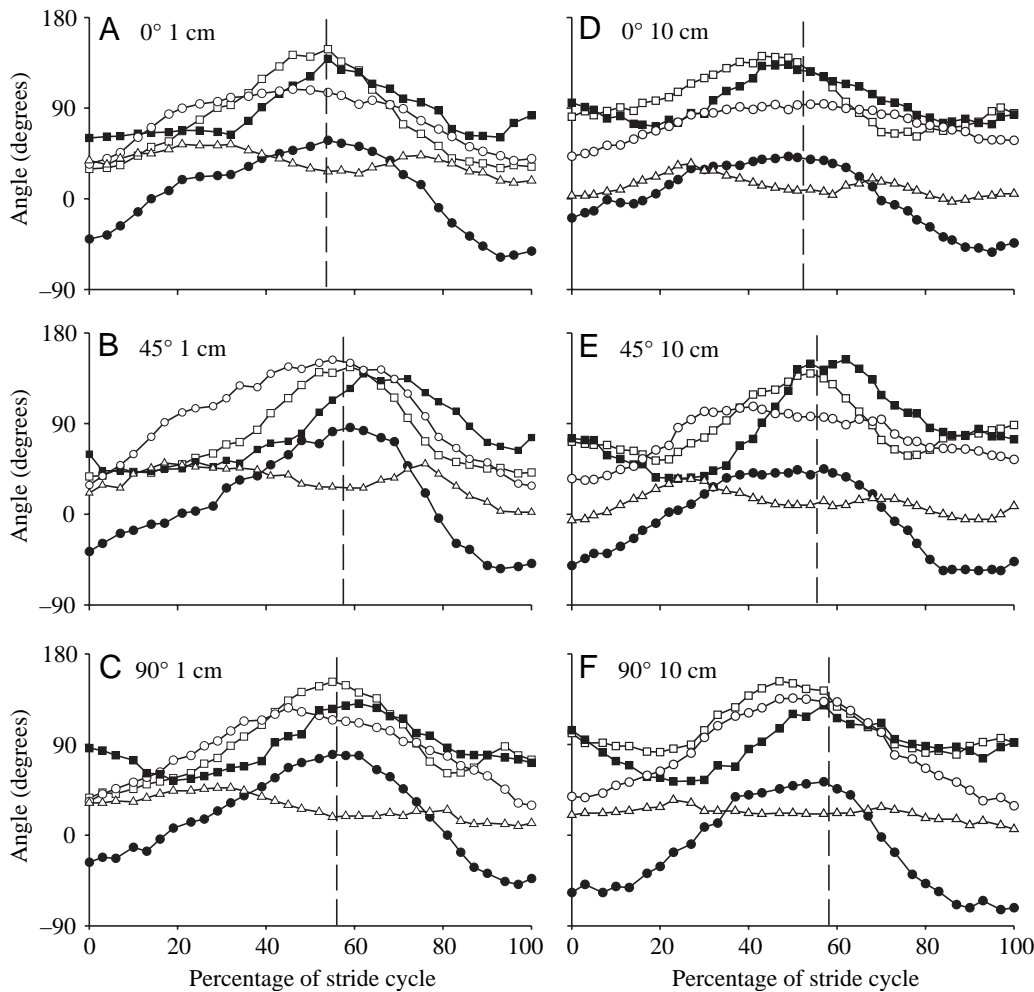 A 0° 1 cm
180
90
0
–90
Angle (degrees)
D 0° 10 cm
B 45° 1 cm
180
90
0
–90
Angle (degrees)
E 45° 10 cm
C 90° 1 cm
180
90
0
–90
Angle (degrees)
0 20 40 60 80 100
Percentage of stride cycle
F 90° 10 cm
0 20 40 60 80 100
Percentage of stride cycle